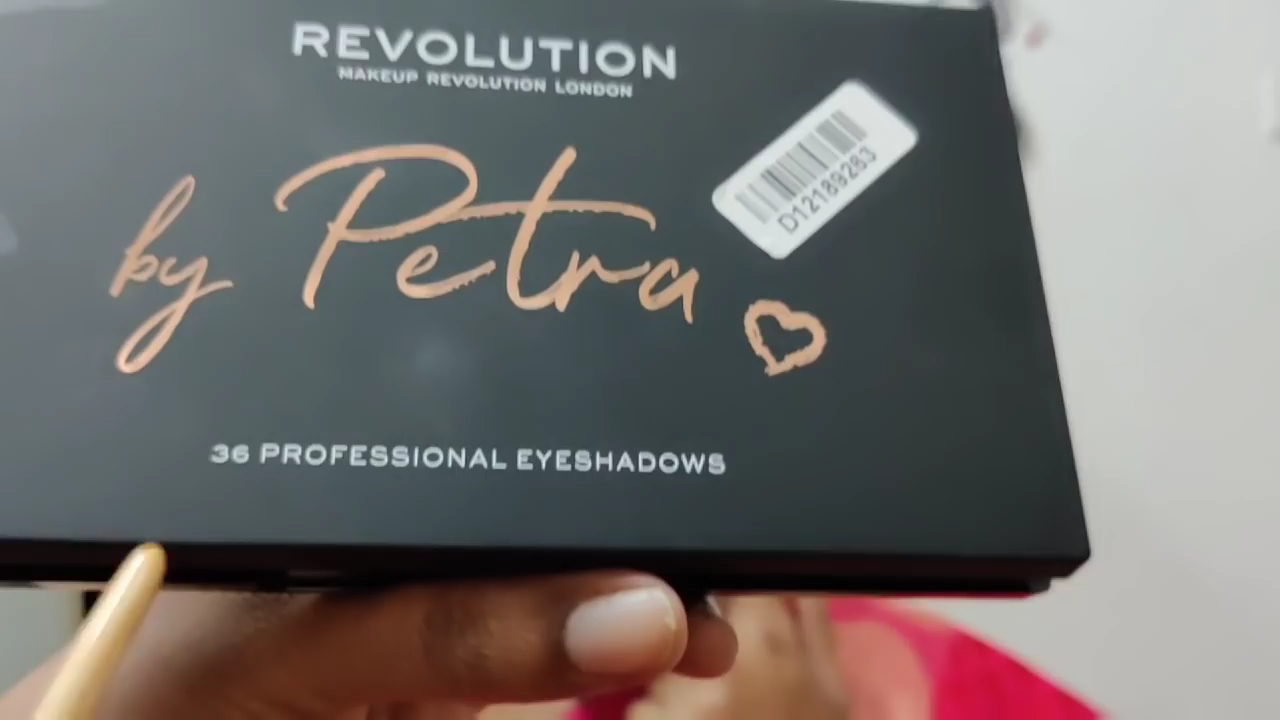 REVOLUTION
MAKEUP REVOLUTION LONDON
by Petra
D12189283
36 PROFESSIONAL EYESHADOWS